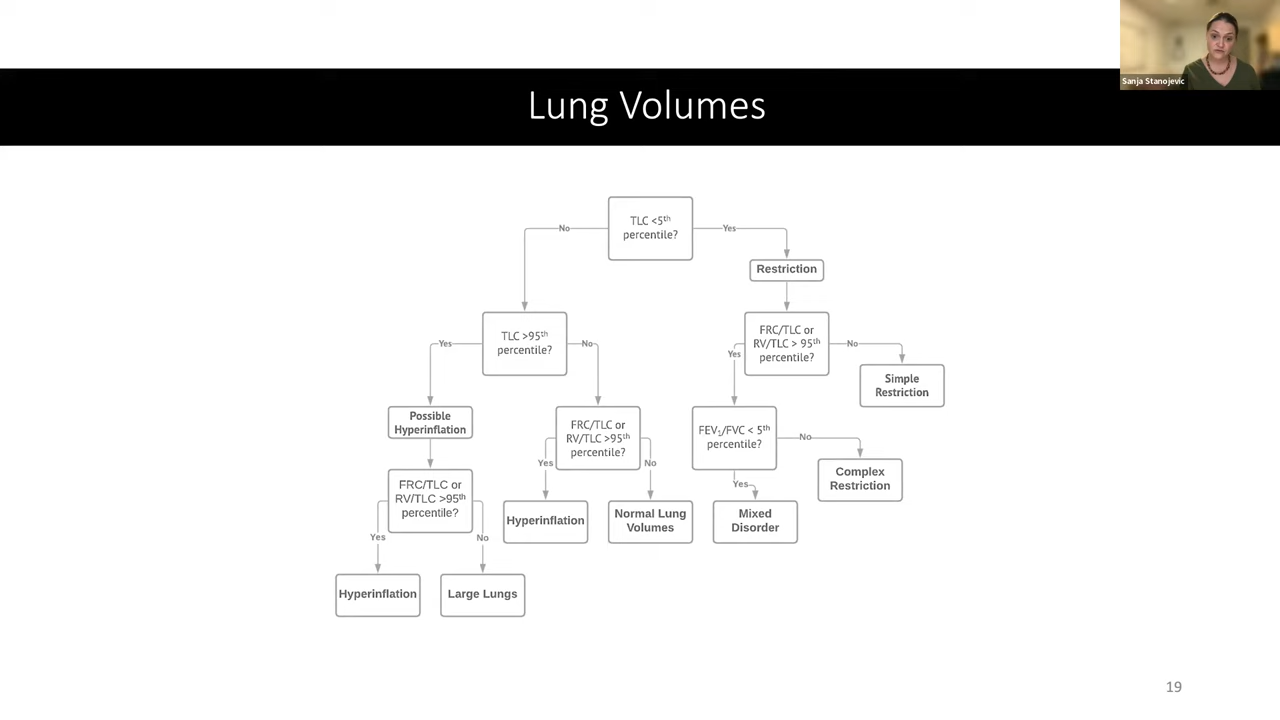 Sanja Stanojevic
Lung Volumes
TLC <5th
percentile?
No
Yes
Restriction
TLC >95th
percentile?
Yes
No
FRC/TLC or
RV/TLC > 95th
percentile?
Yes
No
Simple
Restriction
Possible
Hyperinflation
FRC/TLC or
RV/TLC >95th
percentile?
Yes
No
FEV1/FVC < 5th
percentile?
No
Yes
Complex
Restriction
FRC/TLC or
RV/TLC >95th
percentile?
Yes
No
Hyperinflation
Normal Lung
Volumes
Mixed
Disorder
Hyperinflation
Large Lungs
19